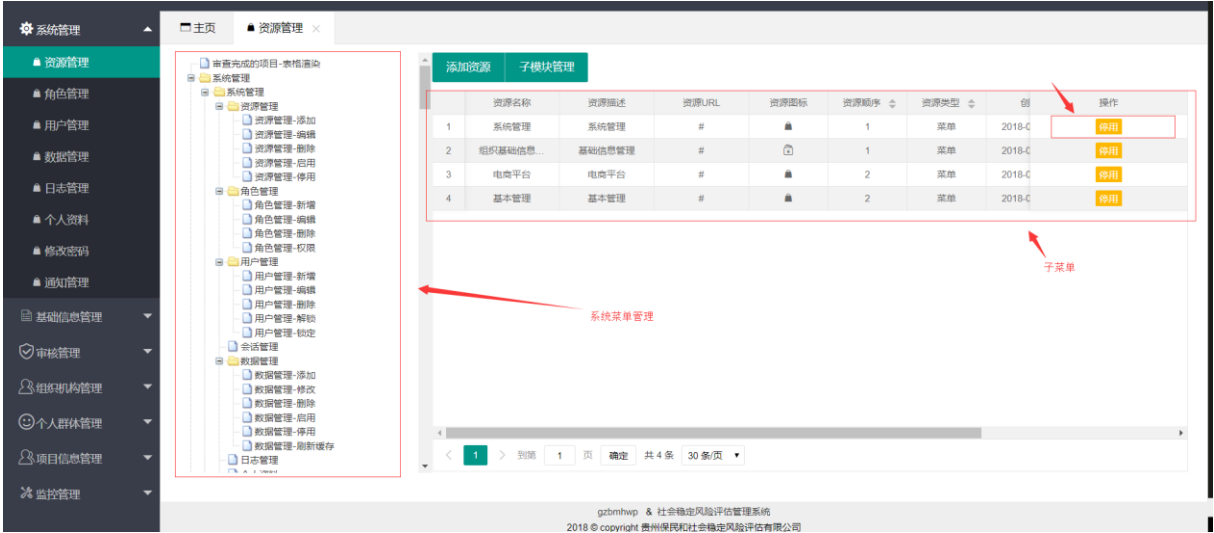 系统管理
资源管理
角色管理
用户管理
数据管理
日志管理
个人资料
修改密码
通知管理
基础信息管理
审核管理
组织机构管理
个人群体管理
项目信息管理
监控管理
主页 资源管理
审查完成的项目-表格渲染
系统管理
系统管理
资源管理
资源管理-添加
资源管理-编辑
资源管理-删除
资源管理-启用
资源管理-停用
角色管理
角色管理-新增
角色管理-编辑
角色管理-删除
角色管理-权限
用户管理
用户管理-新增
用户管理-编辑
用户管理-删除
用户管理-解锁
用户管理-锁定
会话管理
数据管理
数据管理-添加
数据管理-修改
数据管理-删除
数据管理-启用
数据管理-停用
数据管理-刷新缓存
日志管理
添加资源 子模块管理
资源名称 资源描述 资源URL 资源图标 资源顺序 资源类型 创 操作
1 系统管理 系统管理 # 1 菜单 2018-0 停用
2 组织基础信息... 基础信息管理 # 1 菜单 2018-0 停用
3 电商平台 电商平台 # 2 菜单 2018-0 停用
4 基本管理 基本管理 # 2 菜单 2018-0 停用
子菜单
系统菜单管理
1 到第 1 页 确定 共 4 条 30 条/页
gzbmhwp & 社会稳定风险评估管理系统
2018 © copyright 贵州保民和社会稳定风险评估有限公司